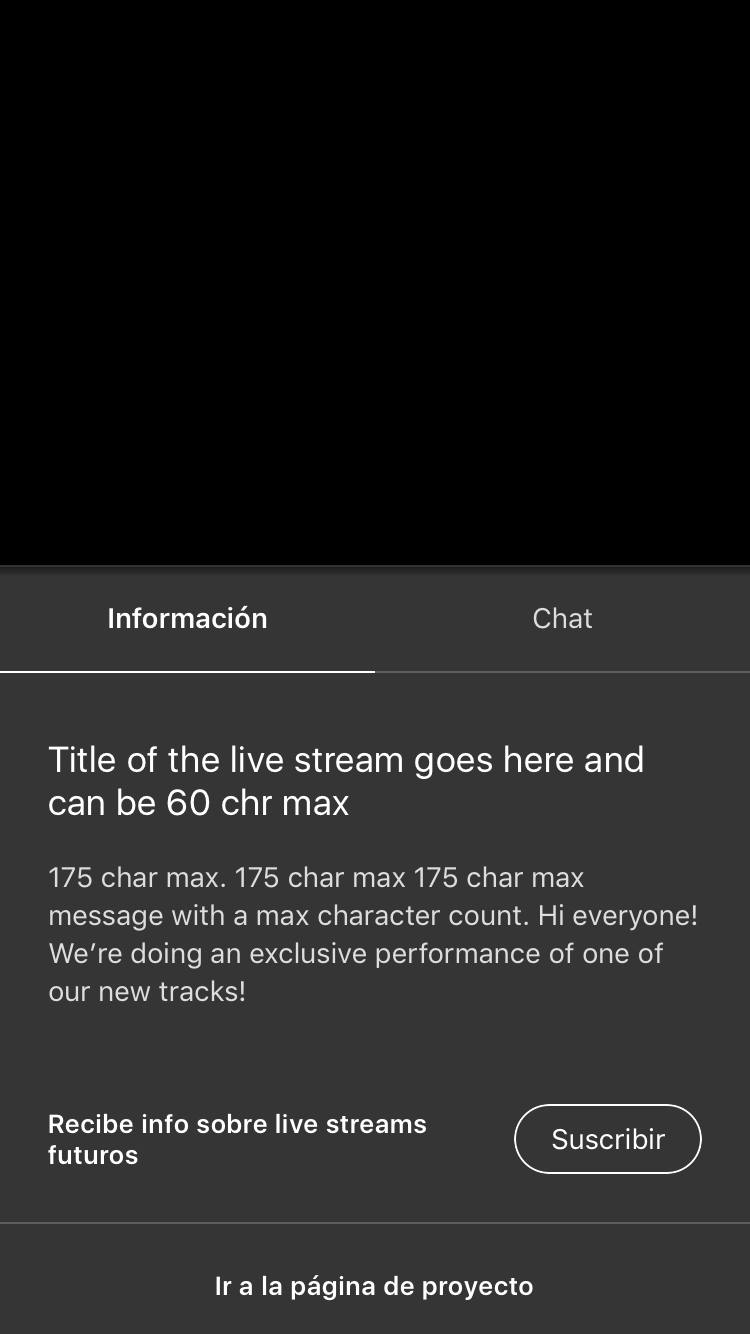 Información
Chat
Title of the live stream goes here and
can be 60 chr max
175 char max. 175 char max 175 char max
message with a max character count. Hi everyone!
We’re doing an exclusive performance of one of
our new tracks!
Recibe info sobre live streams
futuros
Suscribir
Ir a la página de proyecto